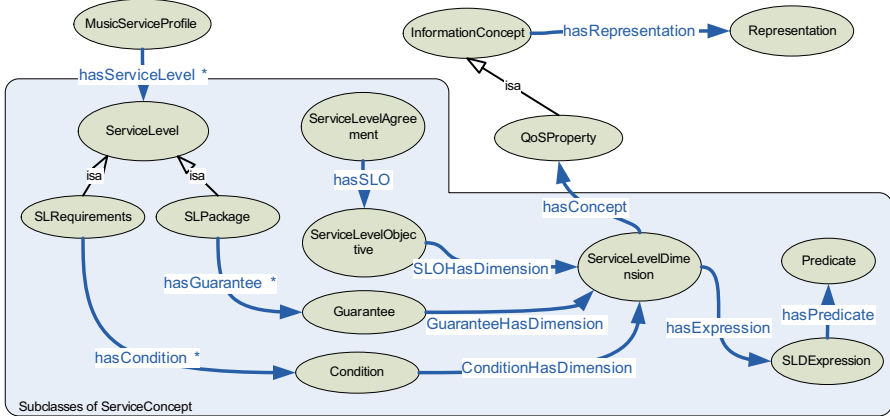 MusicServiceProfile
InformationConcept
hasRepresentation
Representation
hasServiceLevel *
isa
ServiceLevel
ServiceLevelAgree
ment
QoSProperty
isa
isa
hasSLO
SLRequirements
SLPackage
hasConcept
ServiceLevelObjec
tive
SLOHasDimension
ServiceLevelDime
nsion
Predicate
hasGuarantee *
Guarantee
GuaranteeHasDimension
hasExpression
hasPredicate
hasCondition *
Condition
ConditionHasDimension
SLDExpression
Subclasses of ServiceConcept